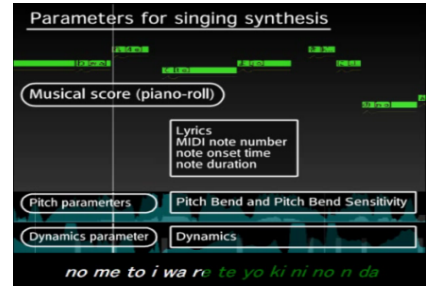 Parameters for singing synthesis
Musical score (piano-roll)
Lyrics
MIDI note number
note onset time
note duration
Pitch paramerters
Pitch Bend and Pitch Bend Sensitivity
Dynamics parameter
Dynamics
no me to i wa re te yo ki ni no n da